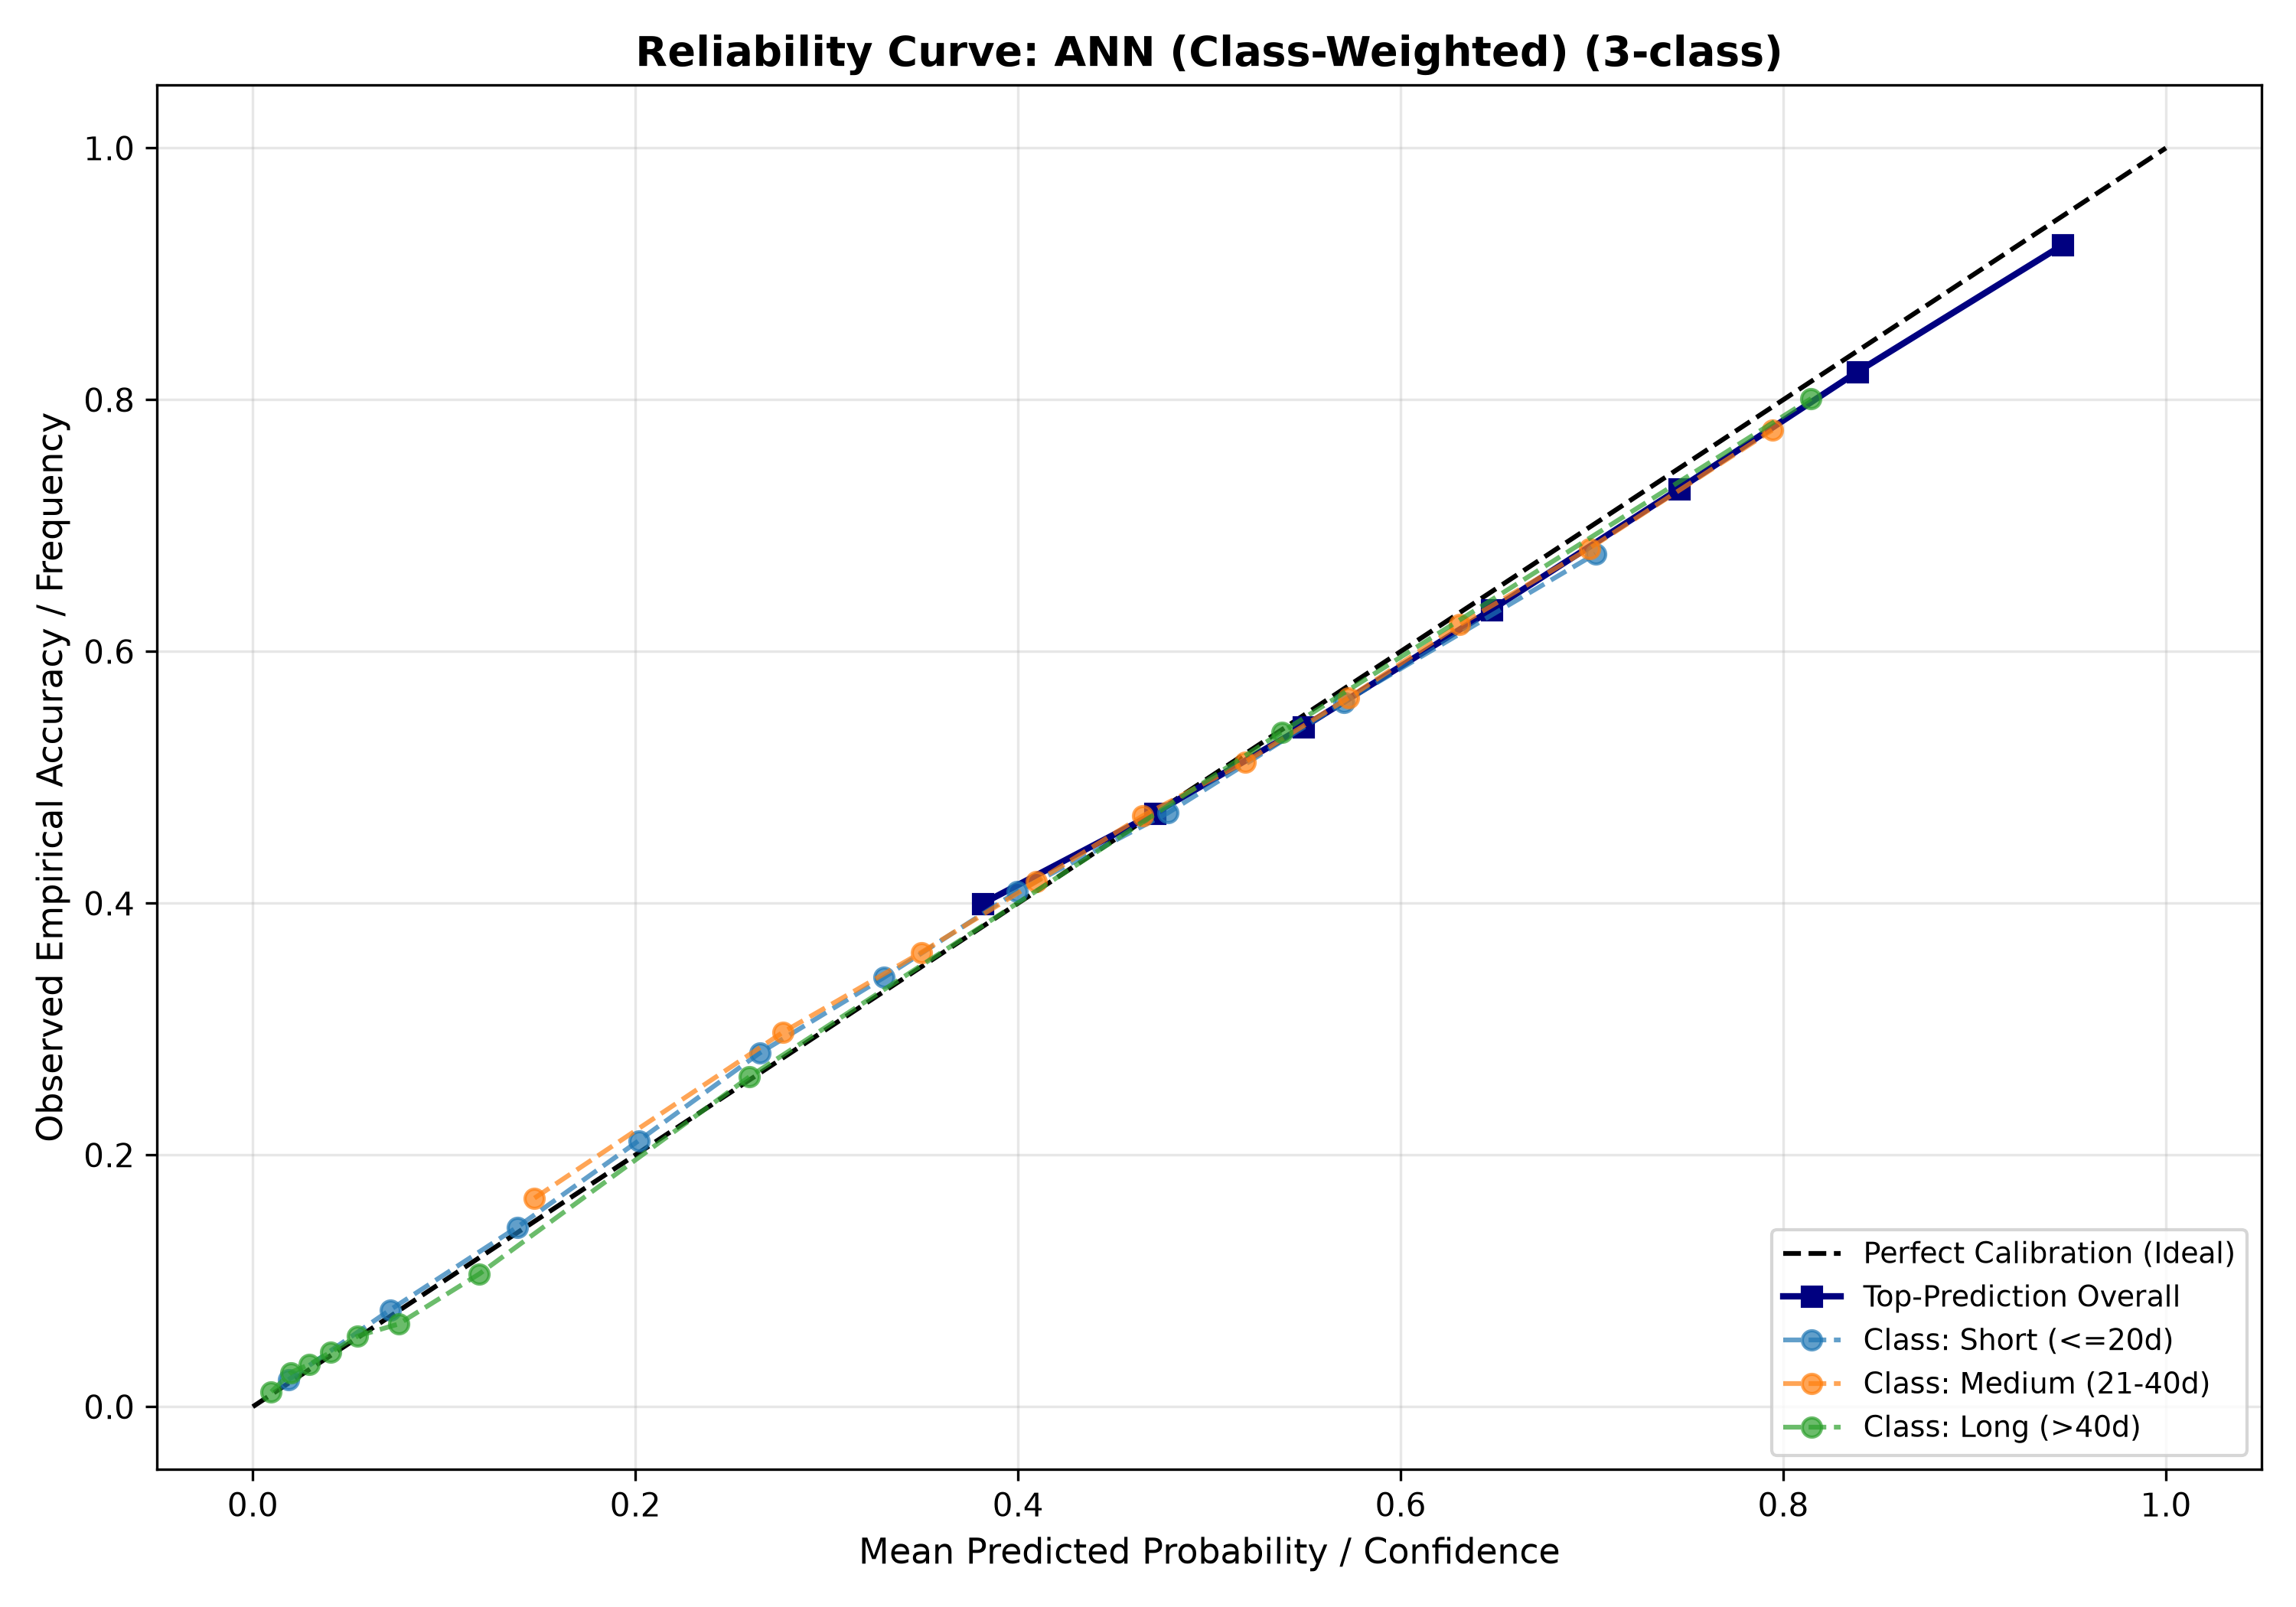 Reliability Curve: ANN (Class-Weighted) (3-class)
Observed Empirical Accuracy / Frequency
1.0
0.8
0.6
0.4
0.2
0.0
0.0 0.2 0.4 0.6 0.8 1.0
Mean Predicted Probability / Confidence
Perfect Calibration (Ideal)
Top-Prediction Overall
Class: Short (<=20d)
Class: Medium (21-40d)
Class: Long (>40d)